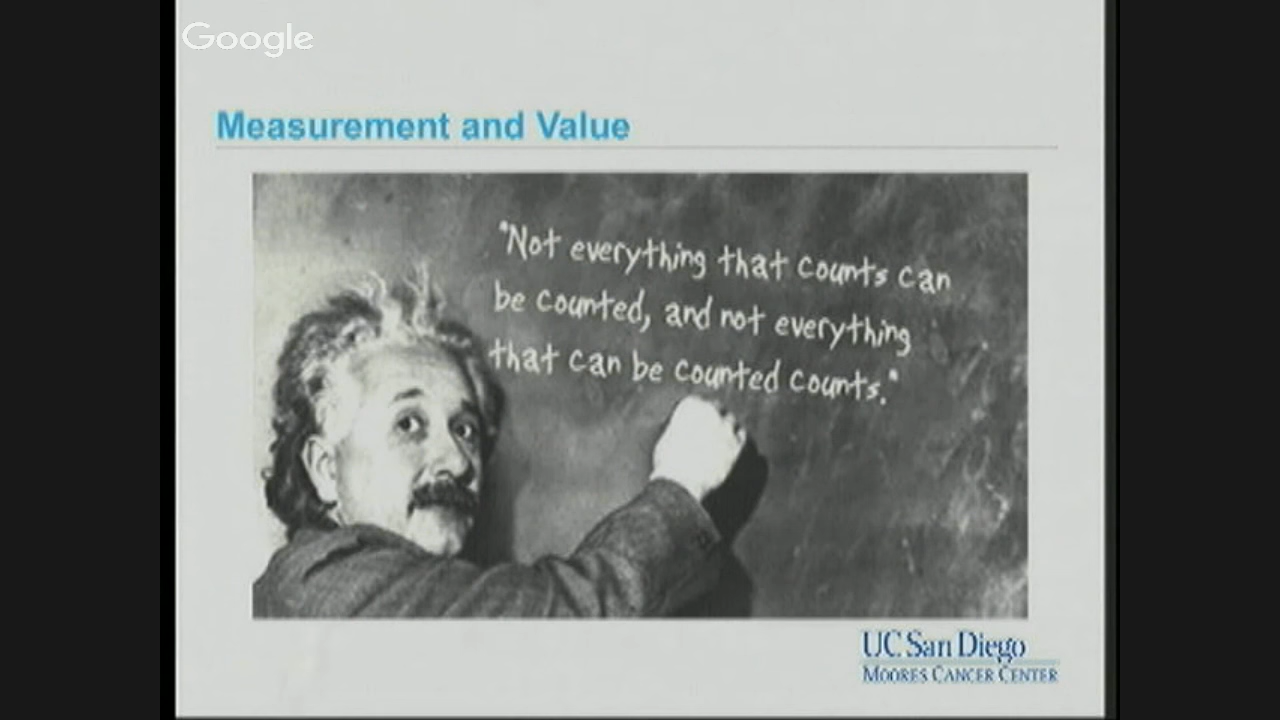 Google
Measurement and Value
"Not everything that counts can
be counted, and not everything
that can be counted counts."
UC San Diego
MOORES CANCER CENTER